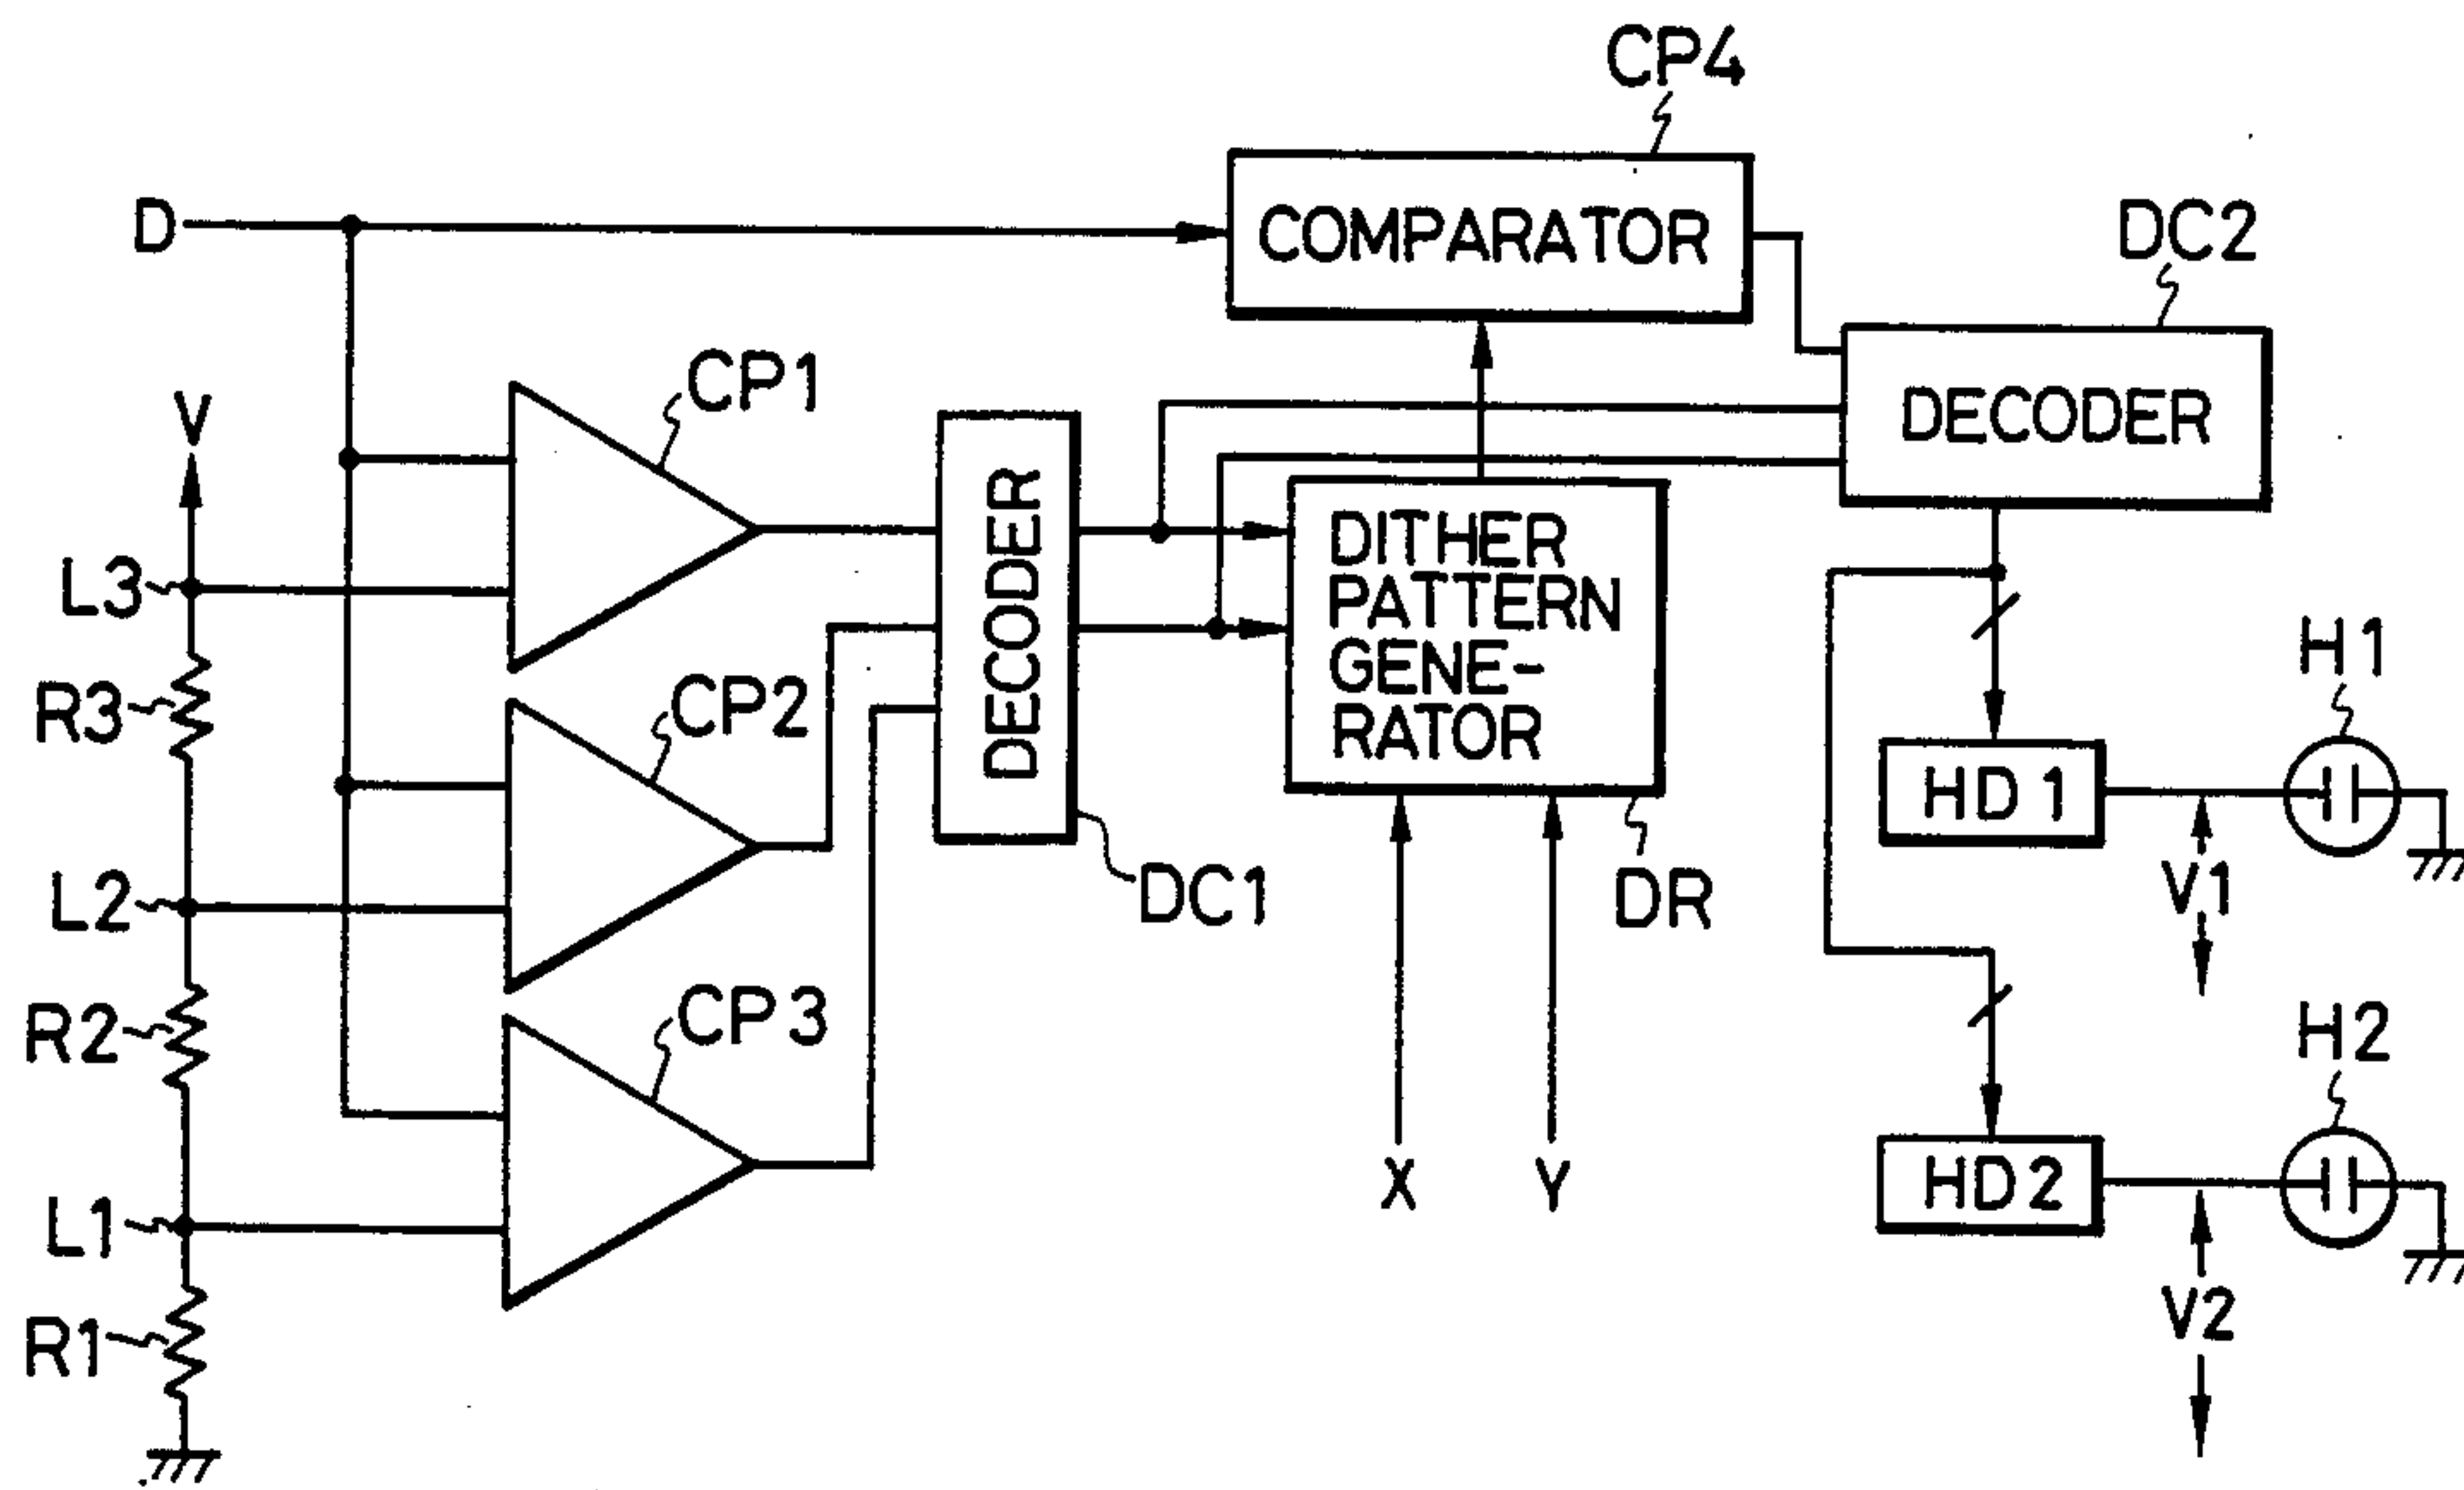 CP4
D
COMPARATOR
DC2
CP1
V
DECODER
DECODER
DITHER
PATTERN
GENE-
RATOR
L3
R3
CP2
H1
HD1
L2
DC1
DR
V1
CP3
R2
H2
X
Y
HD2
L1
V2
R1